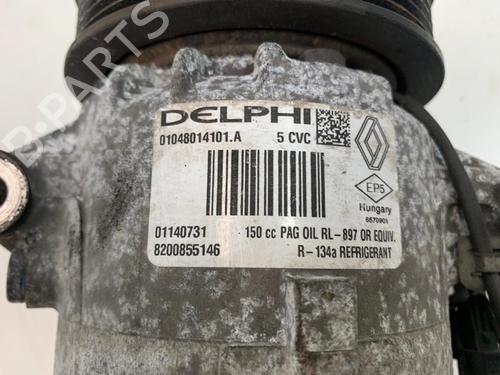 B-PARTS
DELPHI
01048014101.A 5 CVC
EP5
Hungary
6570901
01140731 150 cc PAG OIL RL-897 OR EQUIV.
8200855146 R-134a REFRIGERANT